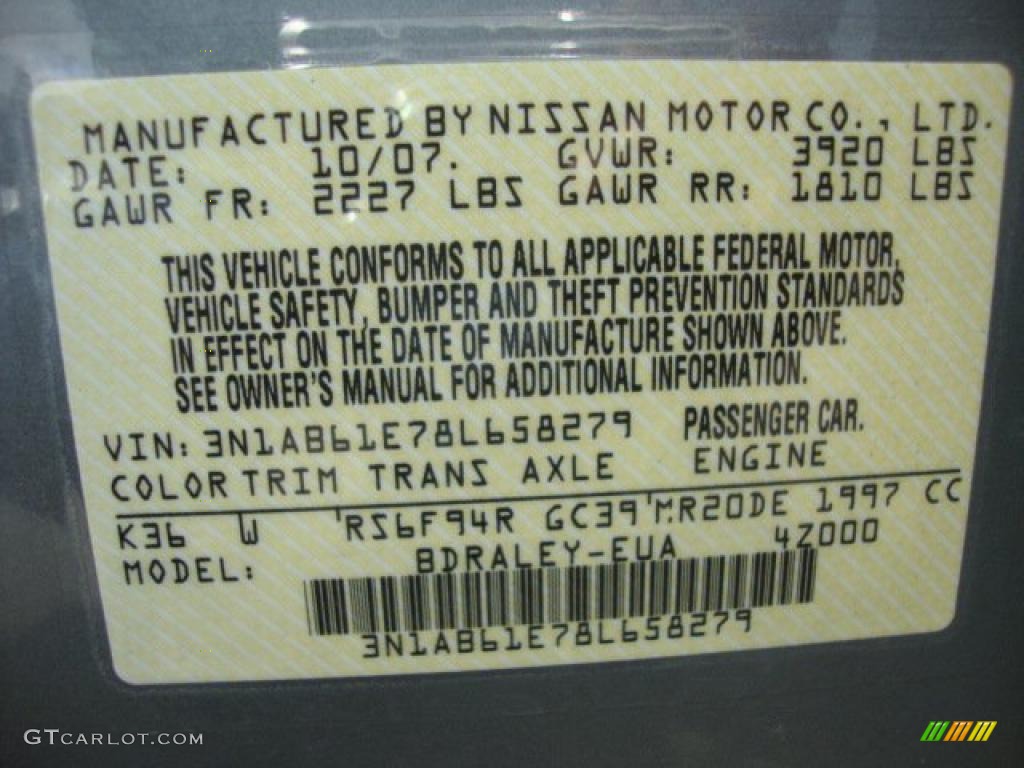 MANUFACTURED BY NISSAN MOTOR CO., LTD.
DATE: 10/07. GVWR: 3920 LBS
GAWR FR: 2227 LBS GAWR RR: 1810 LBS
THIS VEHICLE CONFORMS TO ALL APPLICABLE FEDERAL MOTOR,
VEHICLE SAFETY, BUMPER AND THEFT PREVENTION STANDARDS
IN EFFECT ON THE DATE OF MANUFACTURE SHOWN ABOVE.
SEE OWNER'S MANUAL FOR ADDITIONAL INFORMATION.
VIN: 3N1AB61E78L658279 PASSENGER CAR.
COLOR TRIM TRANS AXLE ENGINE
K36 W 'RS6F94R GC39'MR20DE 1997 CC
MODEL: BDRALEY-EUA 4Z000
3N1AB61E78L658279
GTCARLOT.COM